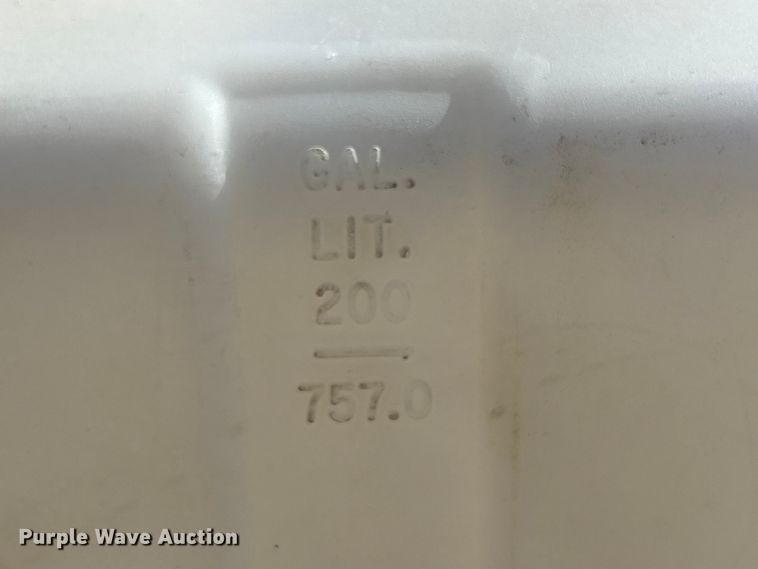 GAL.
LIT.
200
757.0
Purple Wave Auction